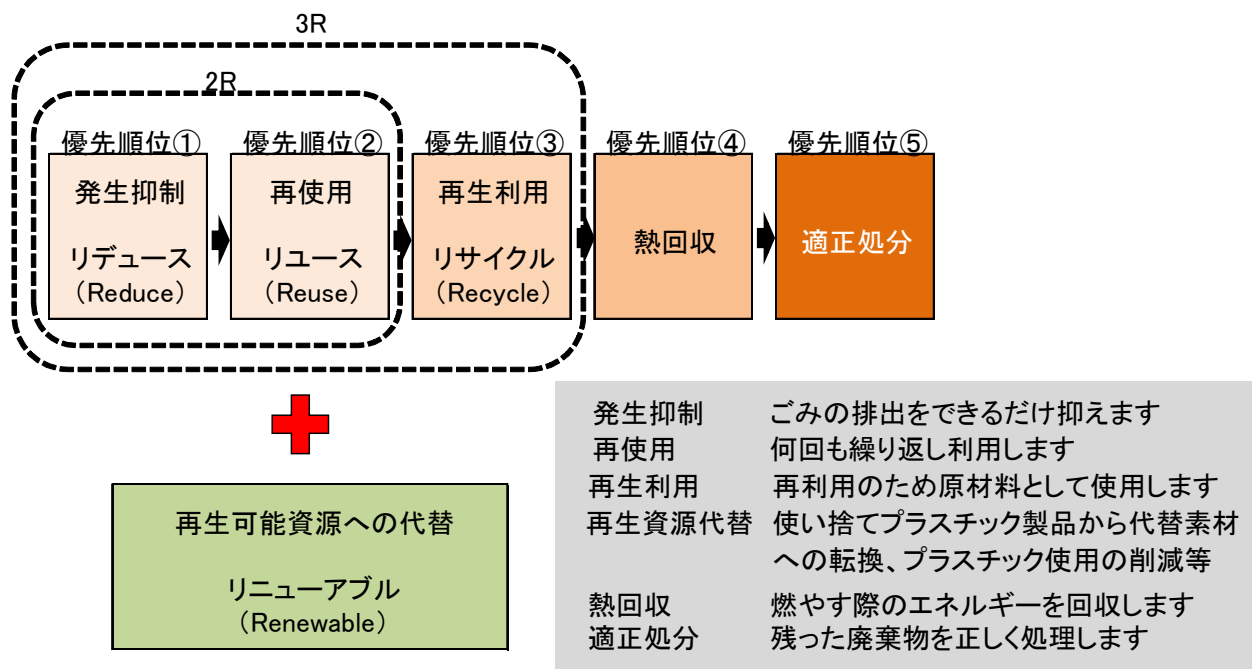 3R
2R
優先順位① 優先順位② 優先順位③ 優先順位④ 優先順位⑤
発生抑制
リデュース
（Reduce）
再使用
リユース
（Reuse）
再生利用
リサイクル
（Recycle）
熱回収
適正処分
再生可能資源への代替
リニューアブル
（Renewable）
発生抑制 ごみの排出をできるだけ抑えます
再使用 何回も繰り返し利用します
再生利用 再利用のため原材料として使用します
再生資源代替 使い捨てプラスチック製品から代替素材
への転換、プラスチック使用の削減等
熱回収 燃やす際のエネルギーを回収します
適正処分 残った廃棄物を正しく処理します